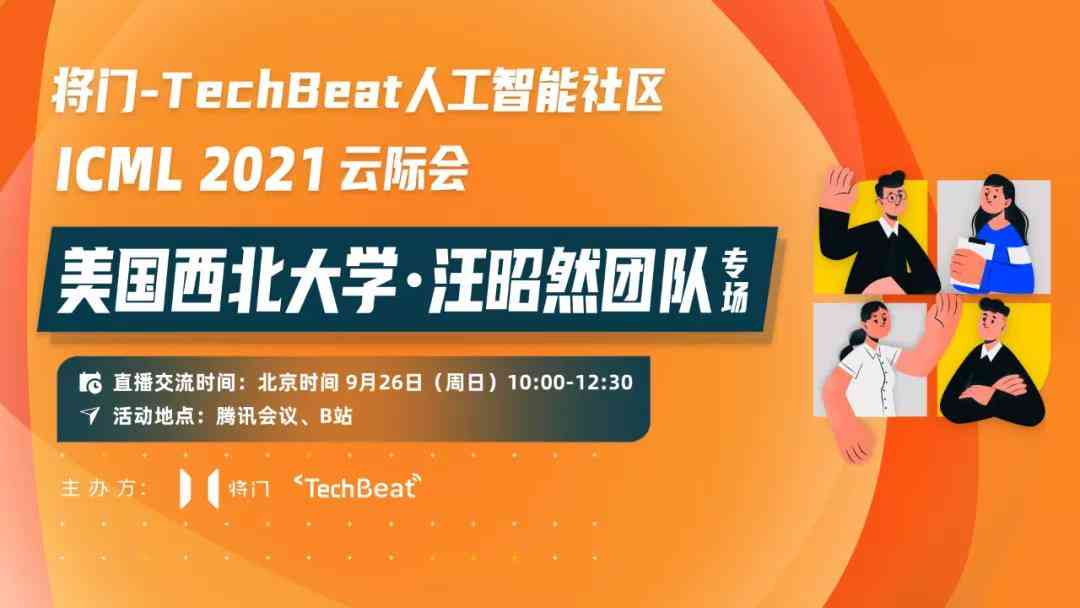 将门-TechBeat人工智能社区
ICML 2021 云际会
美国西北大学·汪昭然团队专场
直播交流时间：北京时间 9月26日（周日）10:00-12:30
活动地点：腾讯会议、B站
主办方： 将门 TechBeat